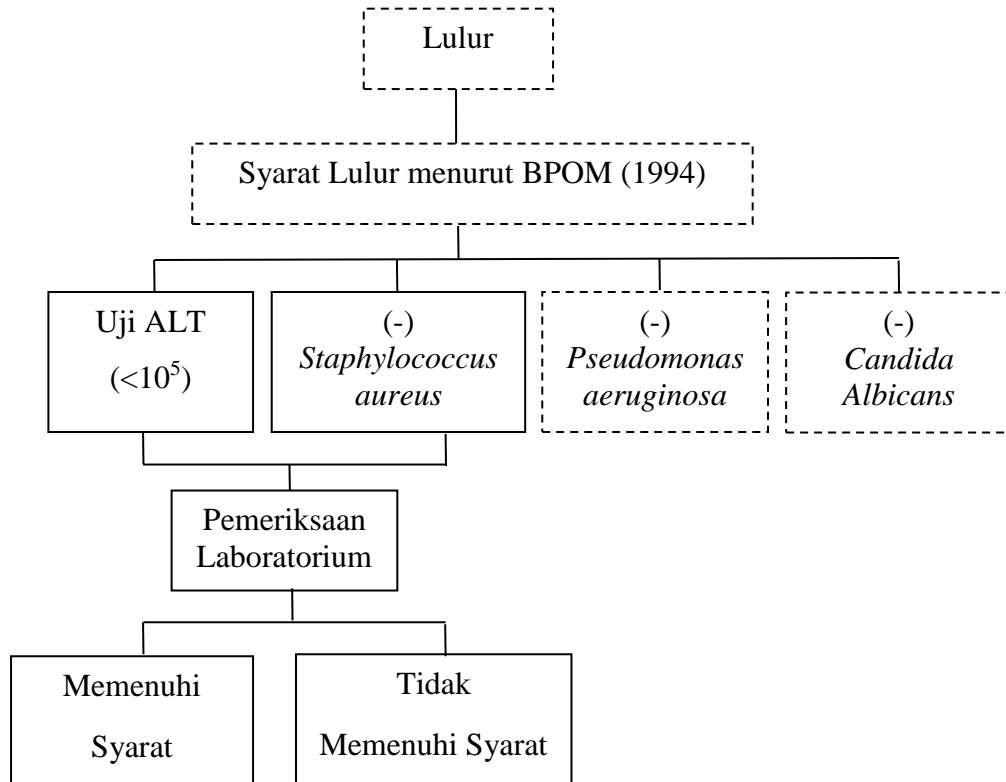 Lulur
Syarat Lulur menurut BPOM (1994)
Uji ALT
(<10⁵)
(-)
Staphylococcus
aureus
(-)
Pseudomonas
aeruginosa
(-)
Candida
Albicans
Pemeriksaan
Laboratorium
Memenuhi
Syarat
Tidak
Memenuhi Syarat